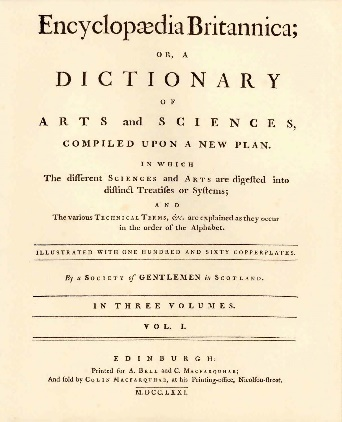 Encyclopædia Britannica;
OR, A
DICTIONARY
OF
ARTS and SCIENCES,
COMPILED UPON A NEW PLAN.
IN WHICH
The different SCIENCES and ARTS are digeſted into
diſtinct Treatiſes or Syſtems;
AND
The various TECHNICAL TERMS, &c. are explained as they occur
in the order of the Alphabet.
ILLUSTRATED WITH ONE HUNDRED AND SIXTY COPPERPLATES.
By a SOCIETY of GENTLEMEN in SCOTLAND.
IN THREE VOLUMES.
VOL. I.
EDINBURGH:
Printed for A. BELL and C. MACFARQUHAR;
And ſold by COLIN MACFARQUHAR, at his Printing-office, Nicolſon-ſtreet.
M.DCC.LXXI.